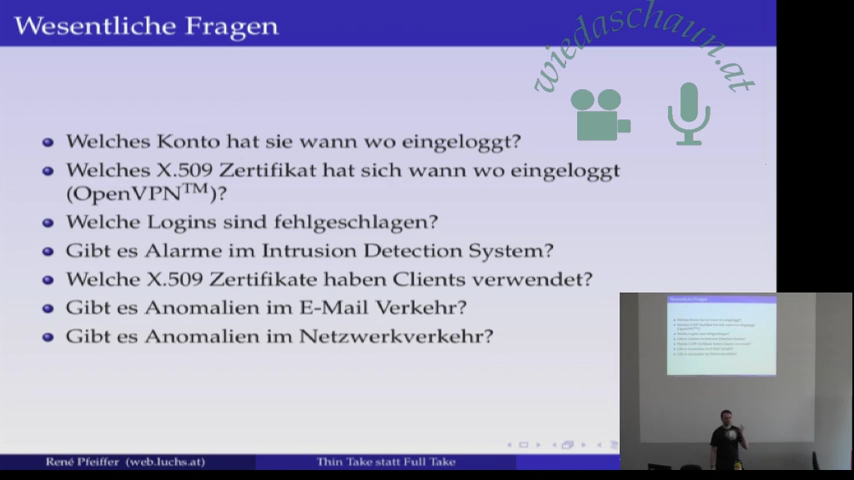 Wesentliche Fragen
wiedaschaun.at
Welches Konto hat sie wann wo eingeloggt?
Welches X.509 Zertifikat hat sich wann wo eingeloggt
(OpenVPN™)?
Welche Logins sind fehlgeschlagen?
Gibt es Alarme im Intrusion Detection System?
Welche X.509 Zertifikate haben Clients verwendet?
Gibt es Anomalien im E-Mail Verkehr?
Gibt es Anomalien im Netzwerkverkehr?
René Pfeiffer (web.luchs.at)
Thin Take statt Full Take